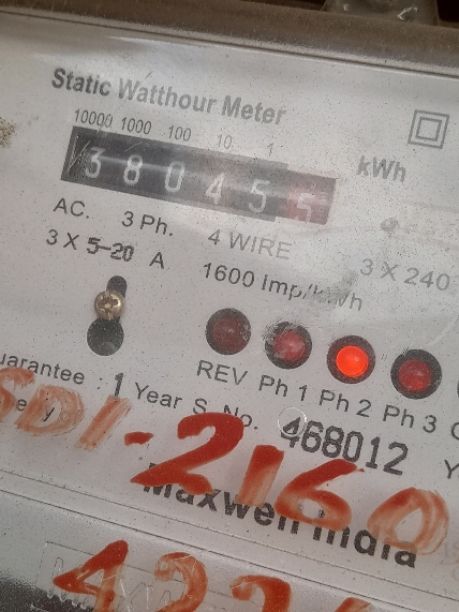 Static Watthour Meter
10000 1000 100 10 1
380455 kWh
AC. 3 Ph. 4 WIRE
3 X 5-20 A 3 X 240
1600 Imp/kWh
REV Ph 1 Ph 2 Ph 3
uarantee : 1 Year S. No. 468012
SDI-2160
Maxwell India